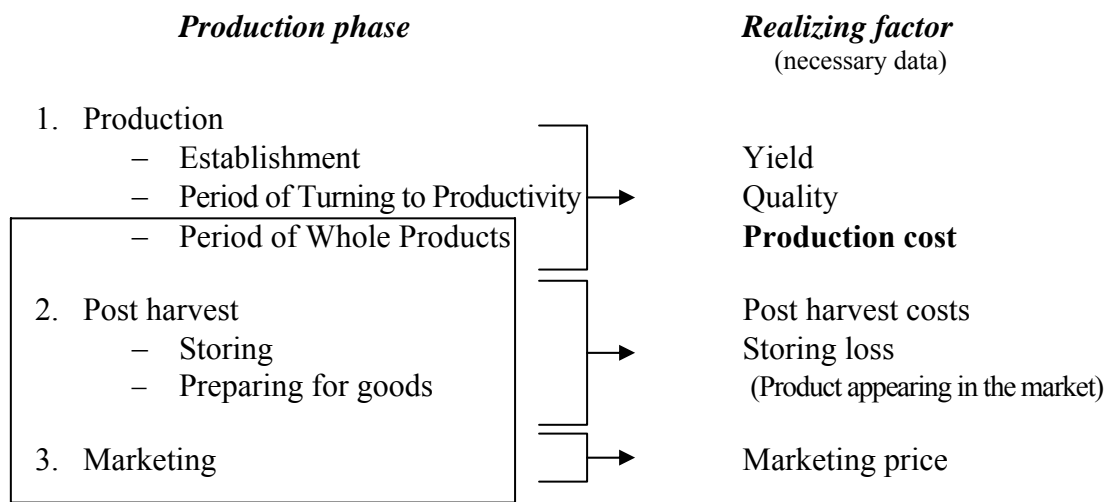 Production phase Realizing factor
(necessary data)
1. Production
– Establishment Yield
– Period of Turning to Productivity Quality
– Period of Whole Products Production cost
2. Post harvest Post harvest costs
– Storing Storing loss
– Preparing for goods (Product appearing in the market)
3. Marketing Marketing price